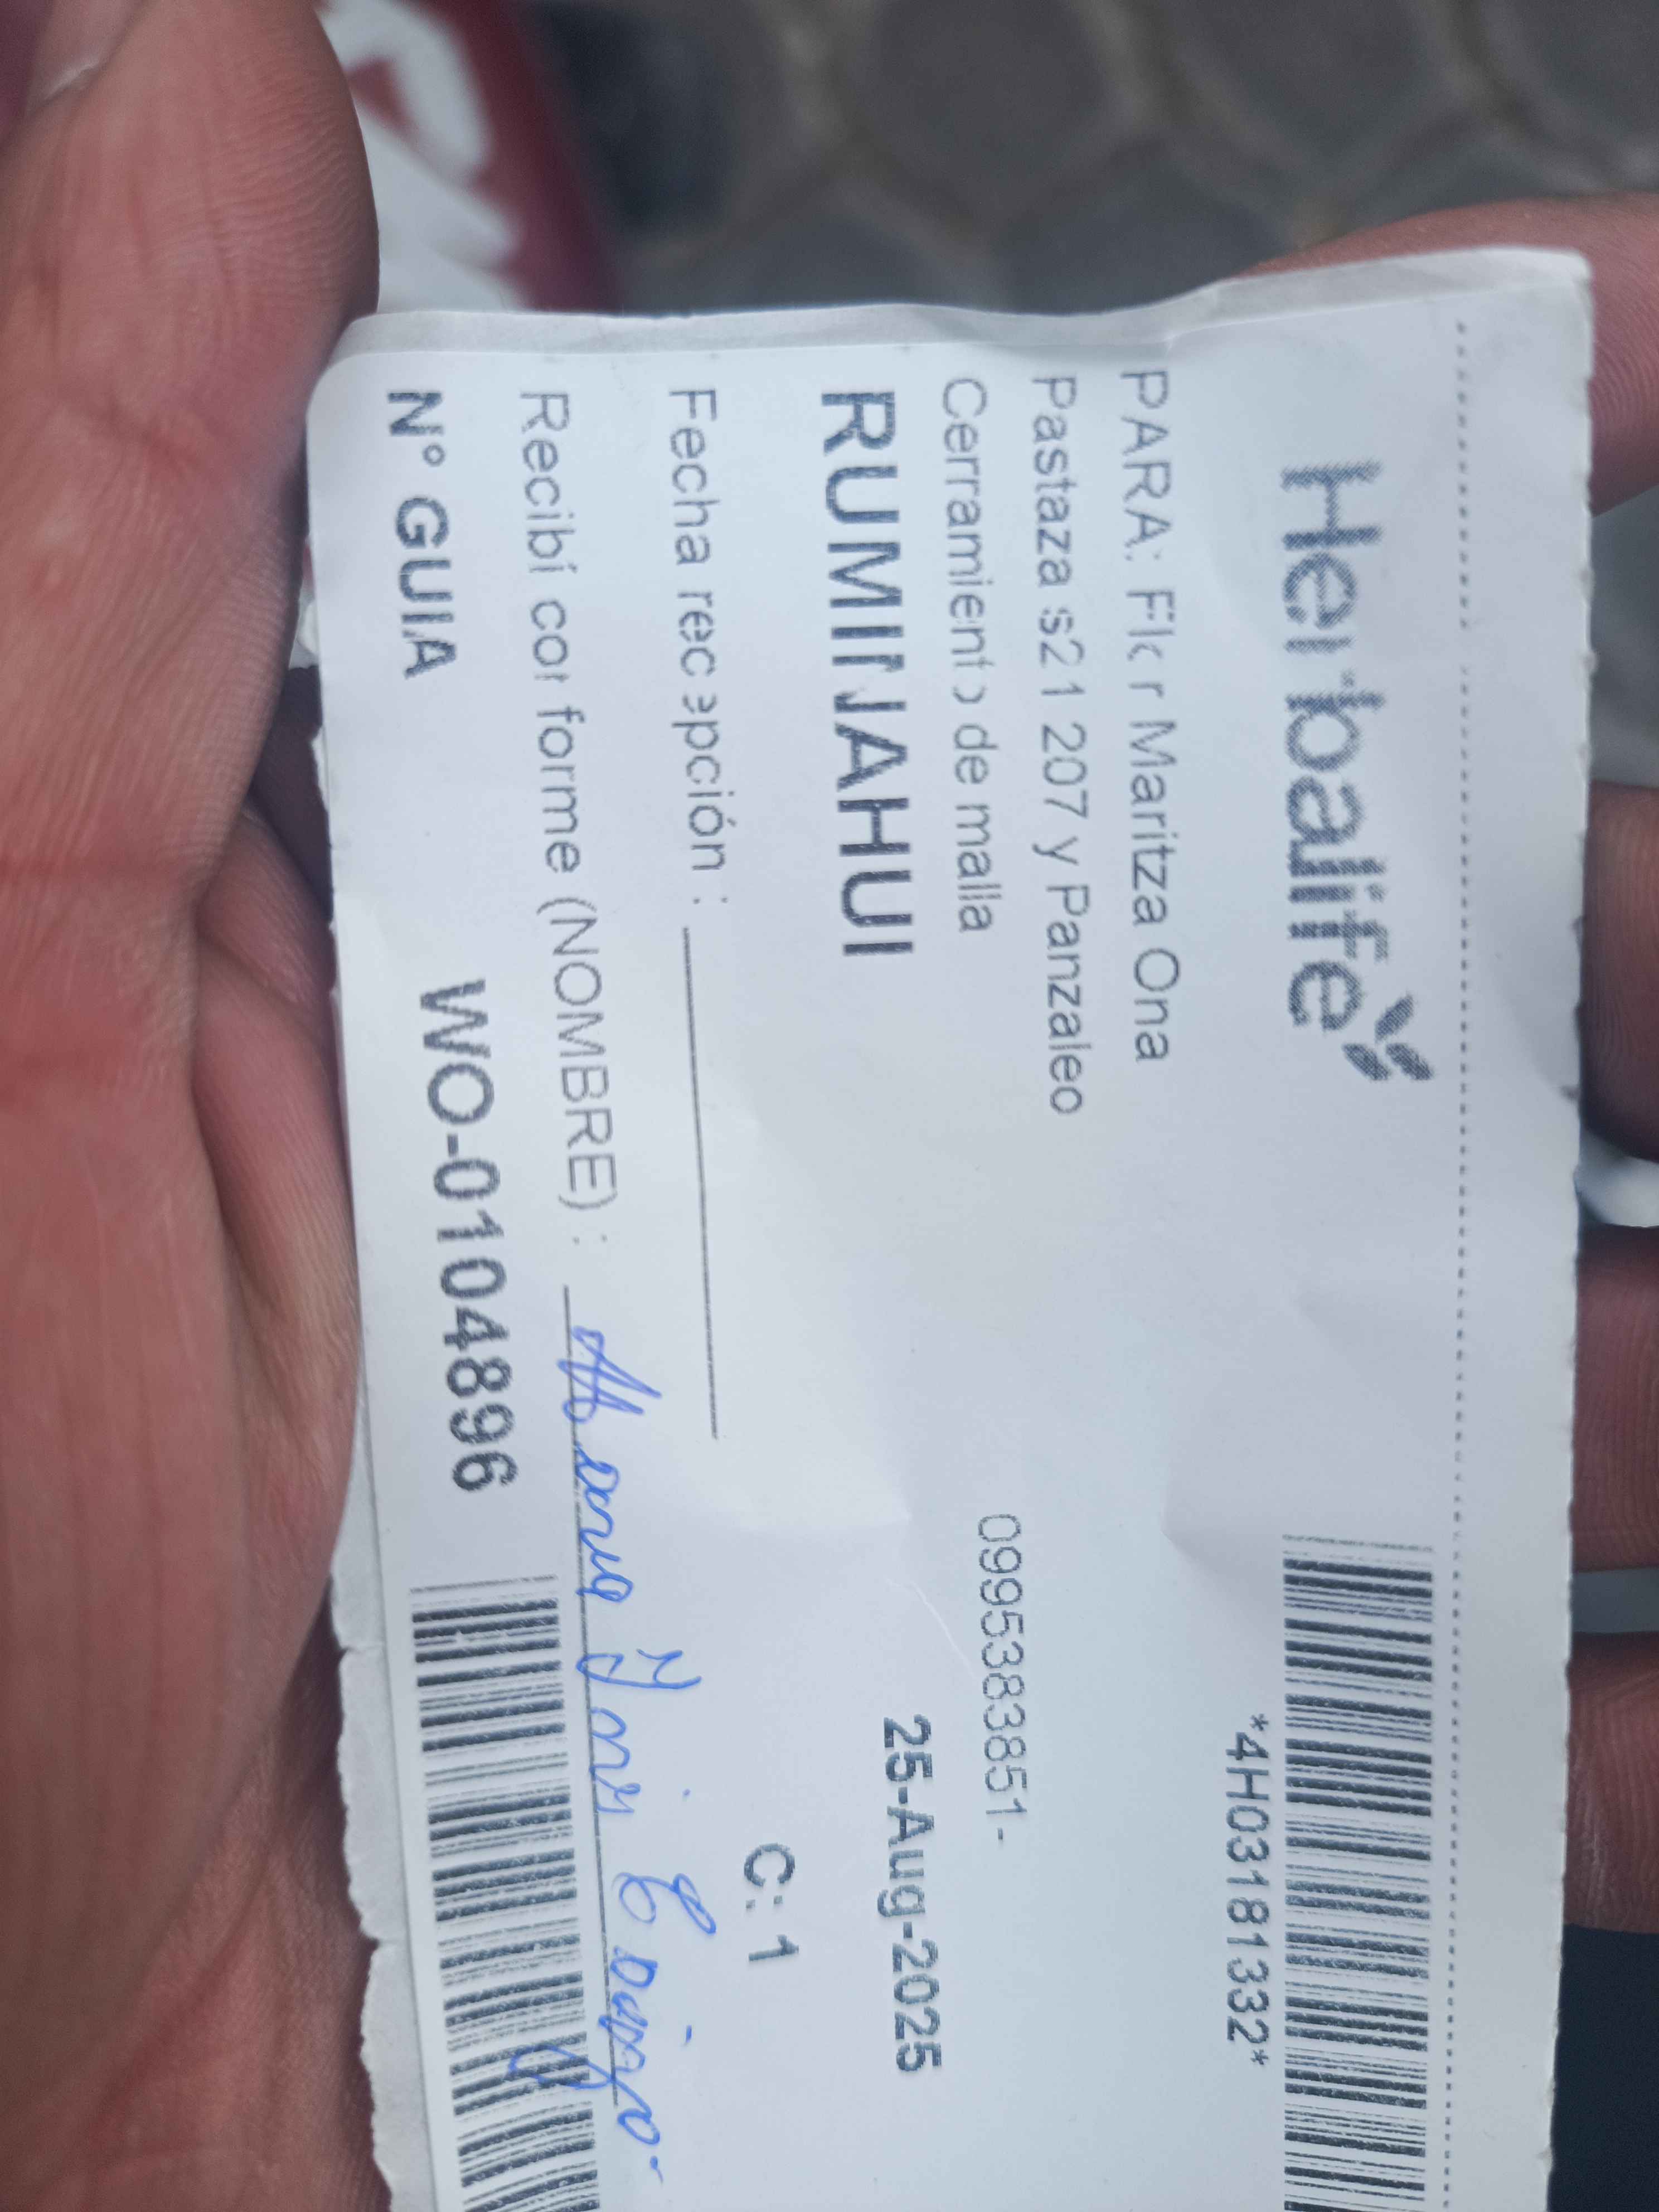 Herbalife
*4H03181332*
PARA: Flor Maritza Ona
Pastaza s21 207 y Panzaleo
Cerramiento de malla
0995383851-
RUMINAHUI
25-Aug-2025
Fecha recepción :
C: 1
Recibí conforme (NOMBRE) :
N° GUIA
WO-0104896